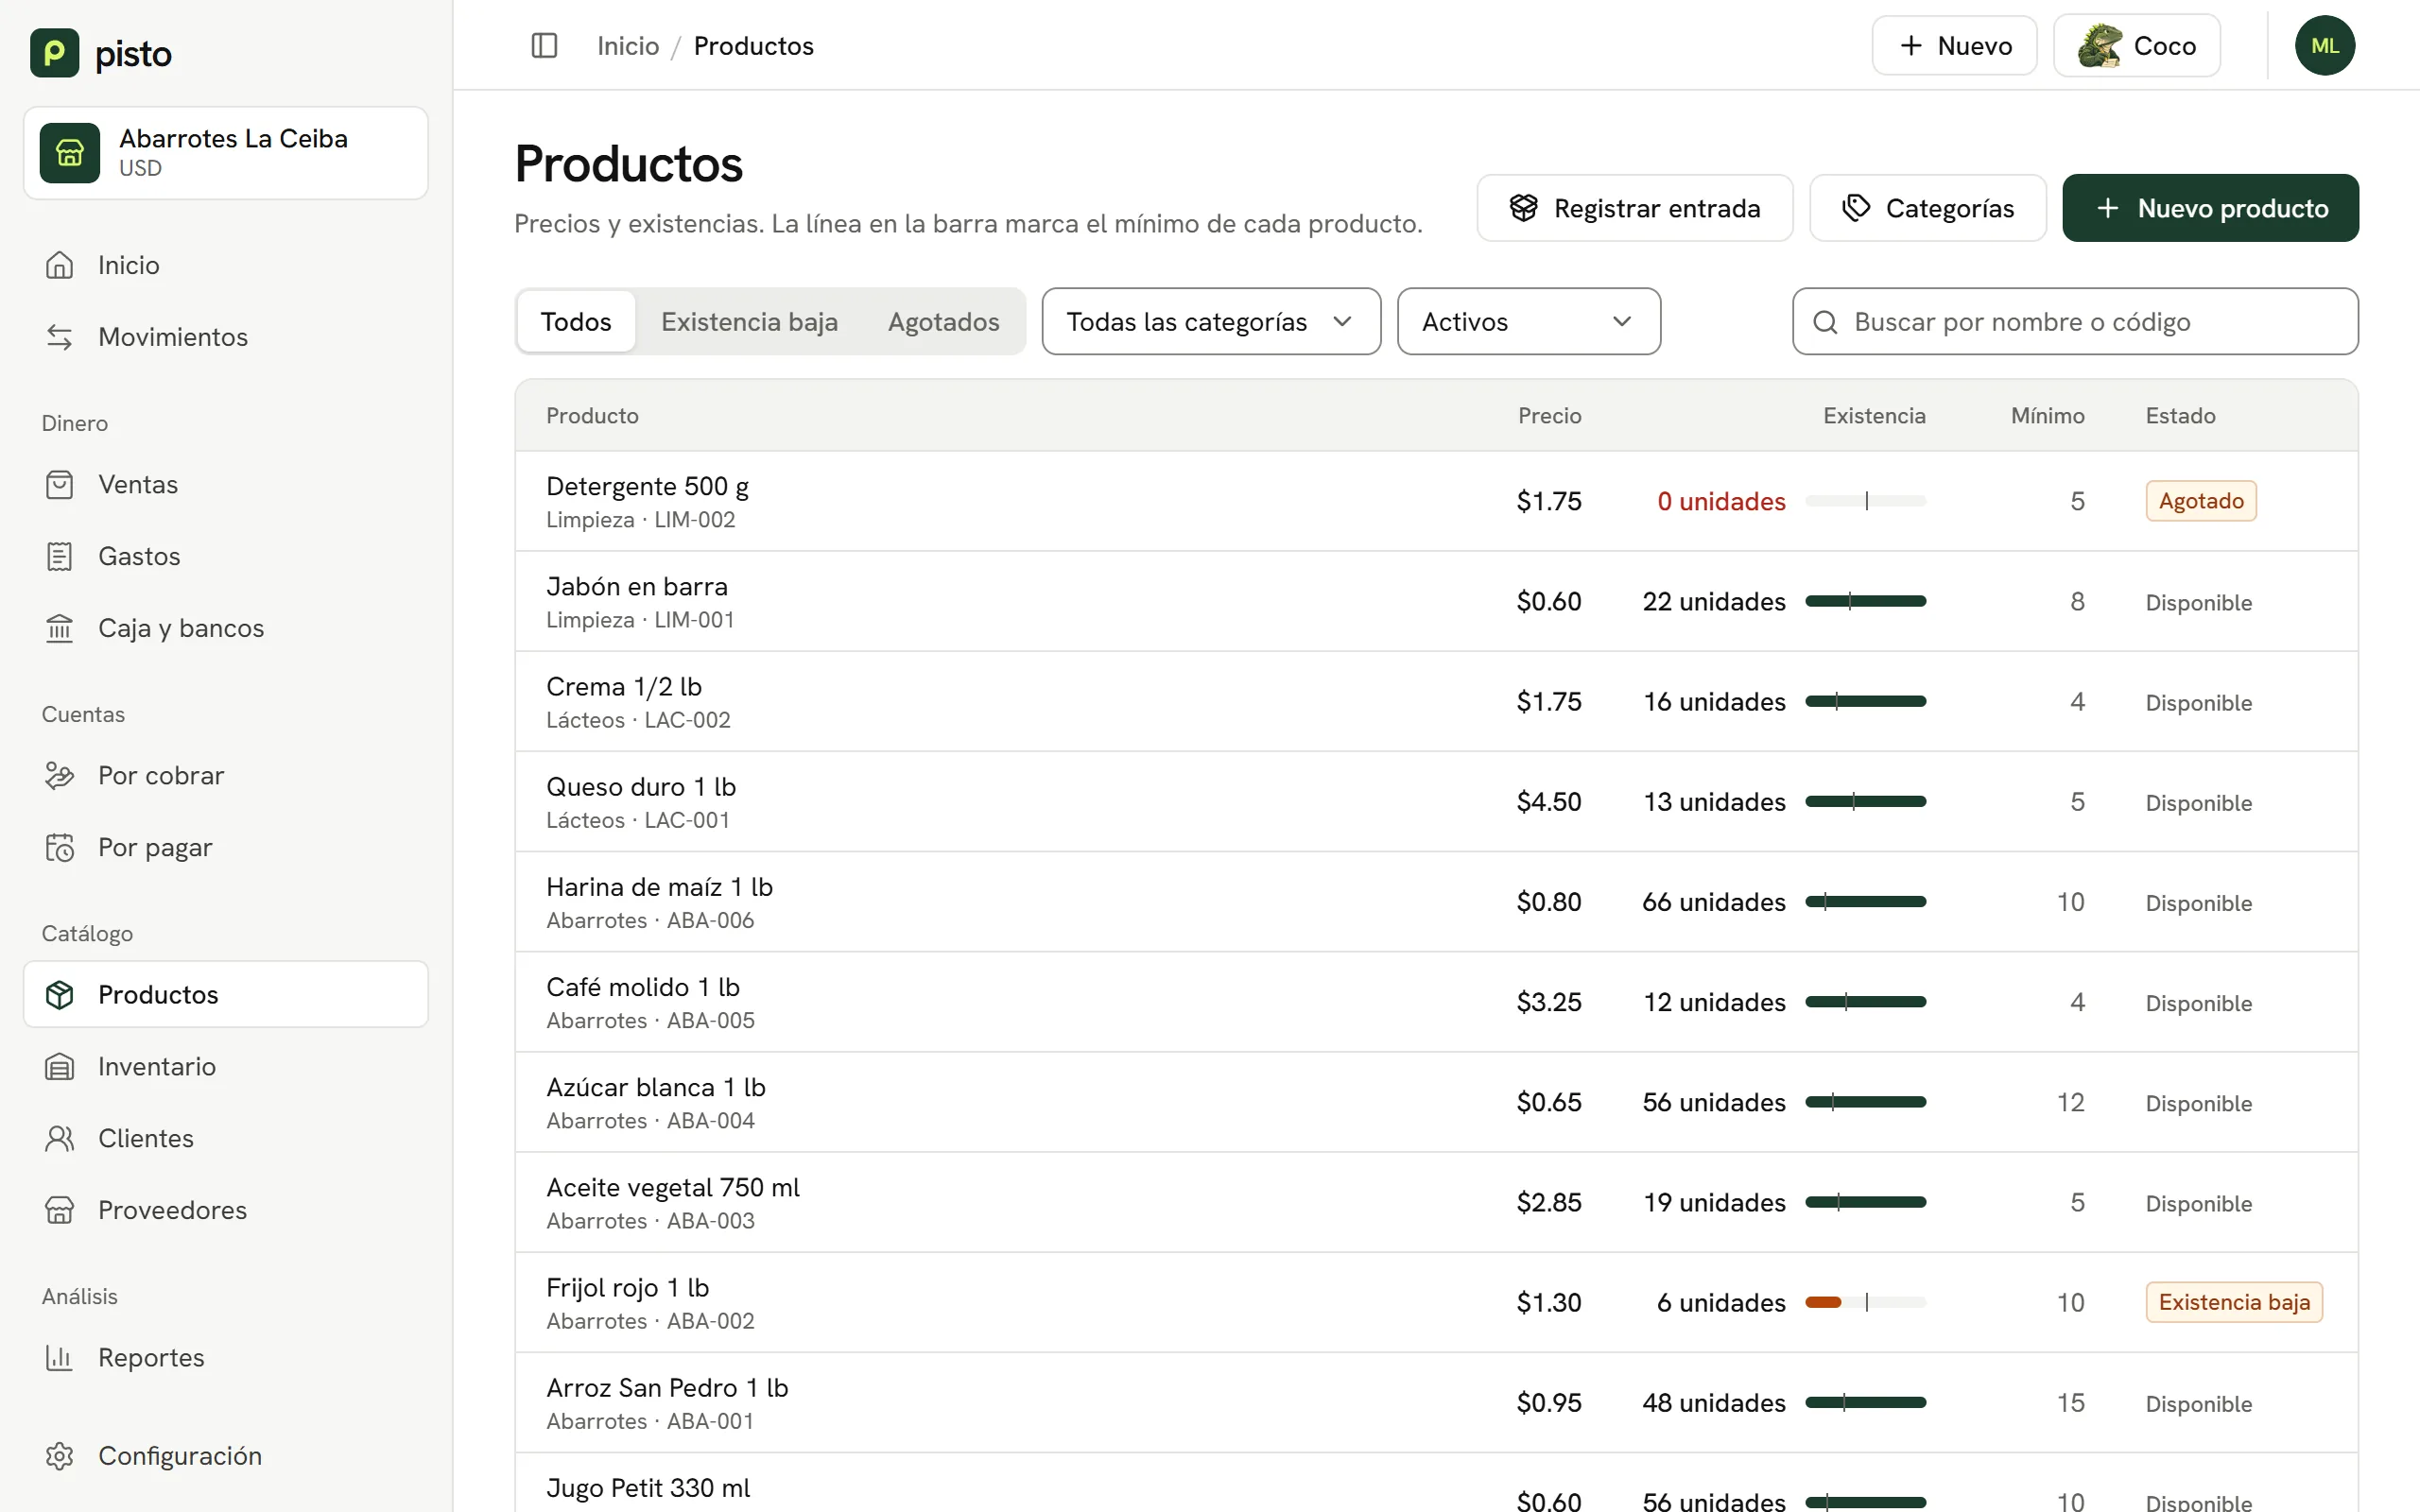 pisto
Abarrotes La Ceiba
USD
Inicio
Movimientos
Dinero
Ventas
Gastos
Caja y bancos
Cuentas
Por cobrar
Por pagar
Catálogo
Productos
Inventario
Clientes
Proveedores
Análisis
Reportes
Configuración
Inicio / Productos
+ Nuevo
Coco
ML
Productos
Precios y existencias. La línea en la barra marca el mínimo de cada producto.
Registrar entrada
Categorías
+ Nuevo producto
Todos Existencia baja Agotados
Todas las categorías
Activos
Buscar por nombre o código
Producto Precio Existencia Mínimo Estado
Detergente 500 g
Limpieza · LIM-002
$1.75 0 unidades 5 Agotado
Jabón en barra
Limpieza · LIM-001
$0.60 22 unidades 8 Disponible
Crema 1/2 lb
Lácteos · LAC-002
$1.75 16 unidades 4 Disponible
Queso duro 1 lb
Lácteos · LAC-001
$4.50 13 unidades 5 Disponible
Harina de maíz 1 lb
Abarrotes · ABA-006
$0.80 66 unidades 10 Disponible
Café molido 1 lb
Abarrotes · ABA-005
$3.25 12 unidades 4 Disponible
Azúcar blanca 1 lb
Abarrotes · ABA-004
$0.65 56 unidades 12 Disponible
Aceite vegetal 750 ml
Abarrotes · ABA-003
$2.85 19 unidades 5 Disponible
Frijol rojo 1 lb
Abarrotes · ABA-002
$1.30 6 unidades 10 Existencia baja
Arroz San Pedro 1 lb
Abarrotes · ABA-001
$0.95 48 unidades 15 Disponible
Jugo Petit 330 ml
$0.60 56 unidades 10 Disponible